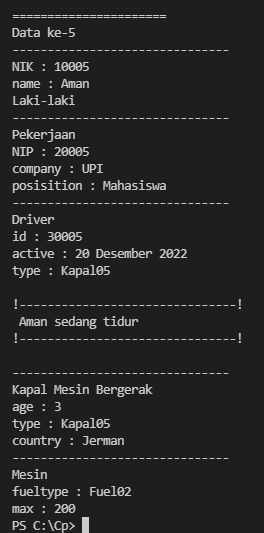 ======================
Data ke-5
-------------------------------
NIK : 10005
name : Aman
Laki-laki
-------------------------------
Pekerjaan
NIP : 20005
company : UPI
posisition : Mahasiswa
-------------------------------
Driver
id : 30005
active : 20 Desember 2022
type : Kapal05
!-------------------------------!
Aman sedang tidur
!-------------------------------!
-------------------------------
Kapal Mesin Bergerak
age : 3
type : Kapal05
country : Jerman
-------------------------------
Mesin
fueltype : Fuel02
max : 200
PS C:\Cp>